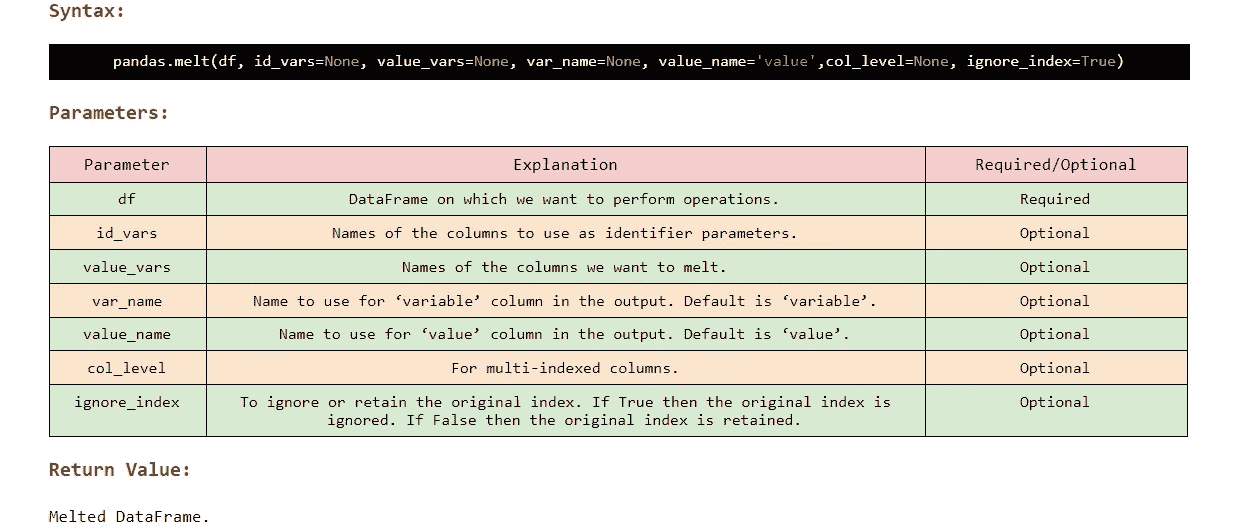 Syntax:
pandas.melt(df, id_vars=None, value_vars=None, var_name=None, value_name='value',col_level=None, ignore_index=True)
Parameters:
Parameter Explanation Required/Optional
df DataFrame on which we want to perform operations. Required
id_vars Names of the columns to use as identifier parameters. Optional
value_vars Names of the columns we want to melt. Optional
var_name Name to use for ‘variable’ column in the output. Default is ‘variable’. Optional
value_name Name to use for ‘value’ column in the output. Default is ‘value’. Optional
col_level For multi-indexed columns. Optional
ignore_index To ignore or retain the original index. If True then the original index is Optional
ignored. If False then the original index is retained.
Return Value:
Melted DataFrame.